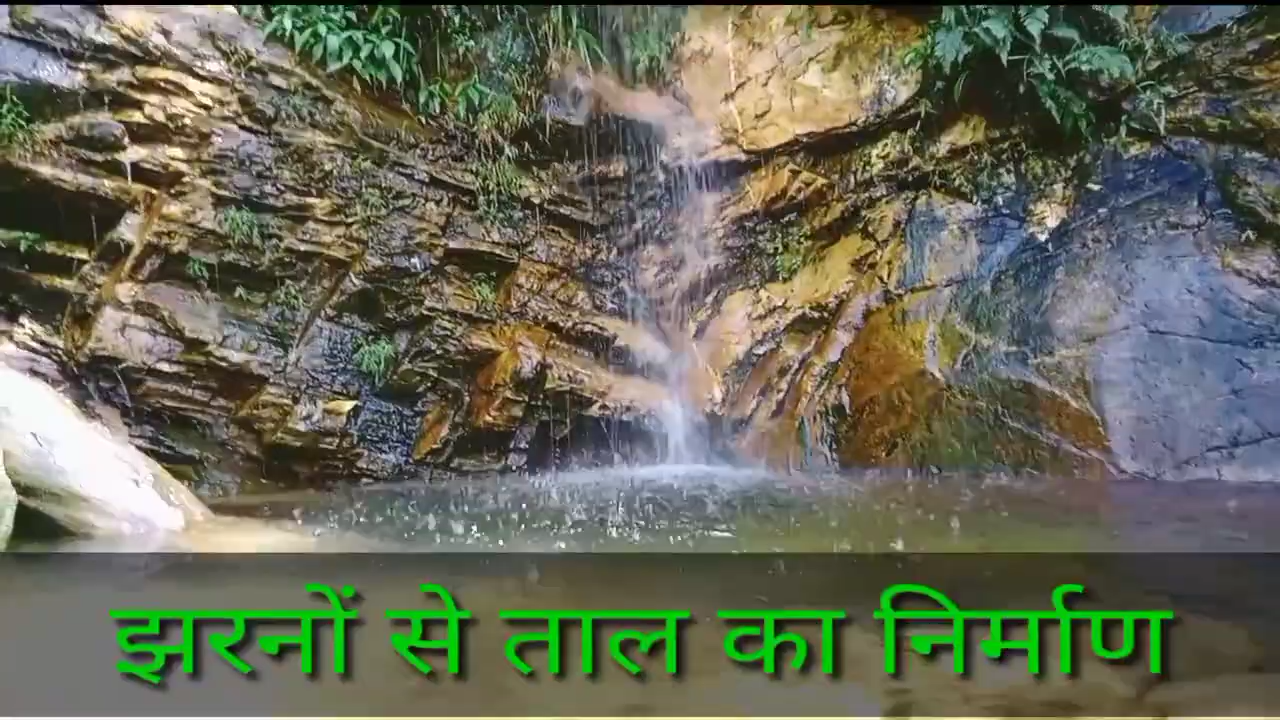 झरनों से ताल का निर्माण